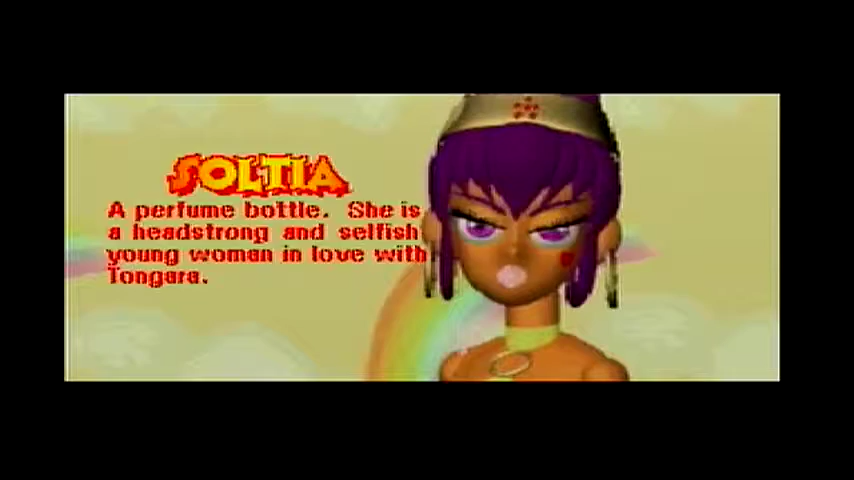 SOLTIA
A perfume bottle. She is
a headstrong and selfish
young woman in love with
Tongara.